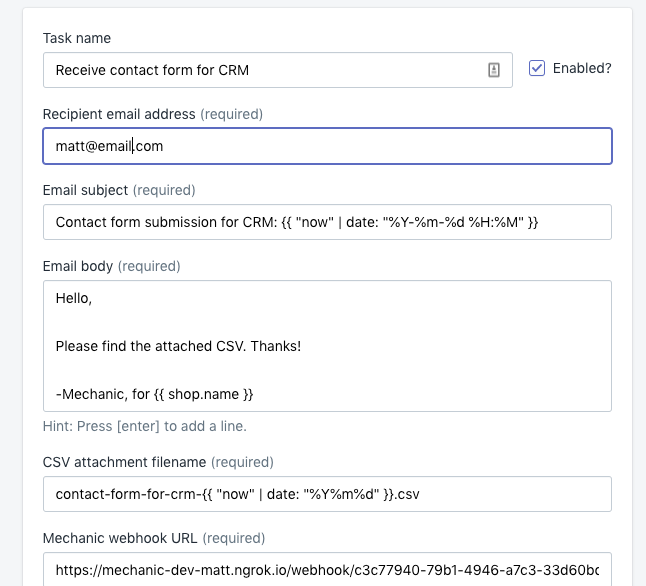 Task name
Receive contact form for CRM
Enabled?
Recipient email address (required)
matt@email.com
Email subject (required)
Contact form submission for CRM: {{ "now" | date: "%Y-%m-%d %H:%M" }}
Email body (required)
Hello,
Please find the attached CSV. Thanks!
-Mechanic, for {{ shop.name }}
Hint: Press [enter] to add a line.
CSV attachment filename (required)
contact-form-for-crm-{{ "now" | date: "%Y%m%d" }}.csv
Mechanic webhook URL (required)
https://mechanic-dev-matt.ngrok.io/webhook/c3c77940-79b1-4946-a7c3-33d60bc